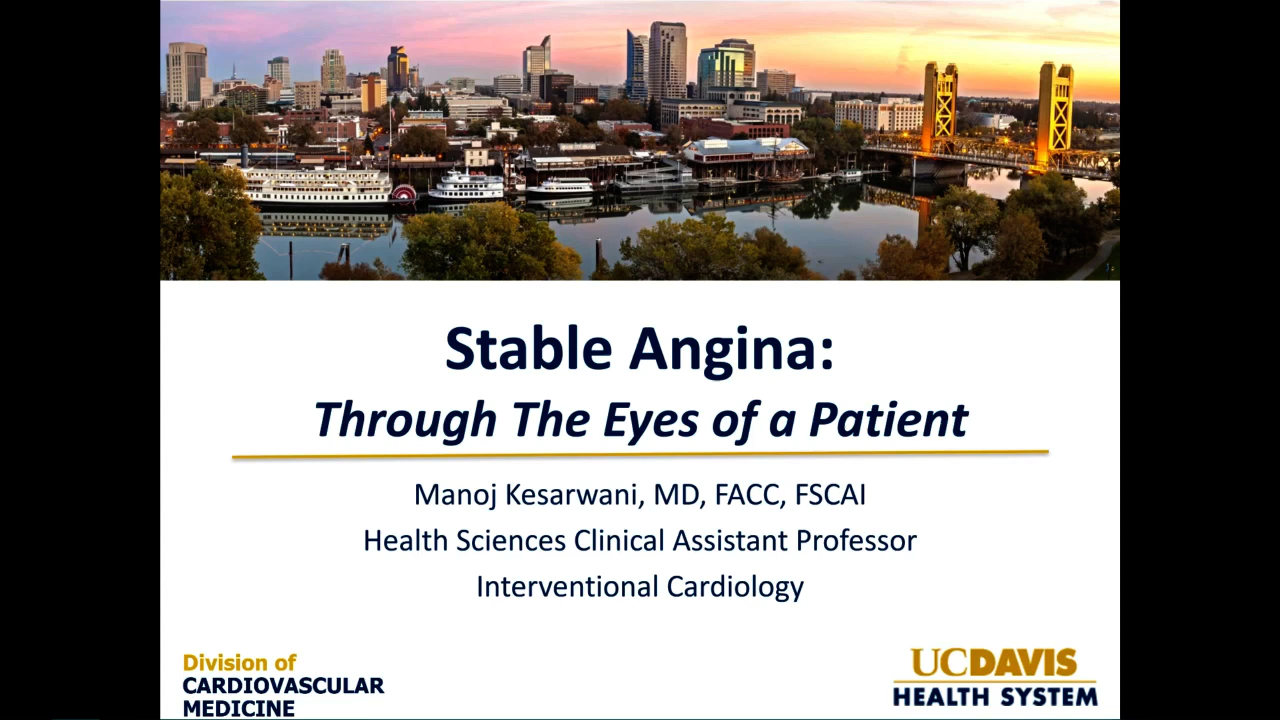 Stable Angina:
Through The Eyes of a Patient
Manoj Kesarwani, MD, FACC, FSCAI
Health Sciences Clinical Assistant Professor
Interventional Cardiology
Division of
CARDIOVASCULAR
MEDICINE
UCDAVIS
HEALTH SYSTEM